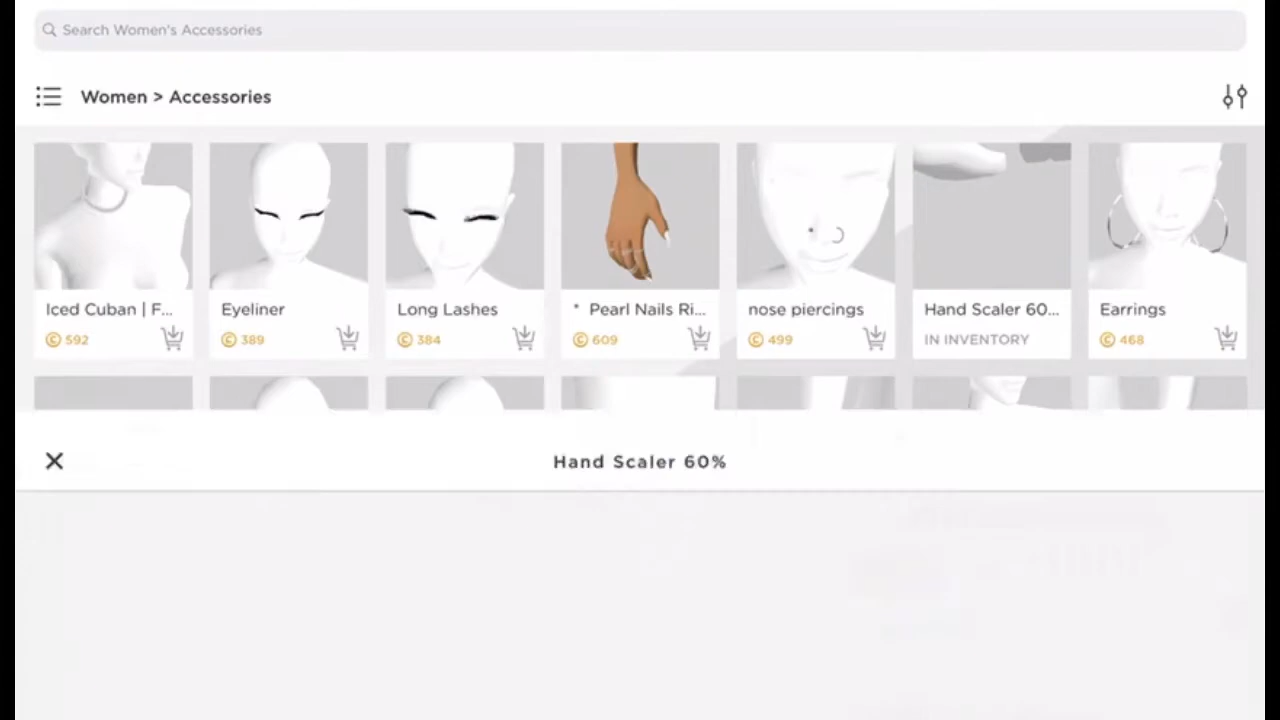 Search Women's Accessories
Women > Accessories
Iced Cuban | F...
Eyeliner
Long Lashes
* Pearl Nails Ri...
nose piercings
Hand Scaler 60...
Earrings
592
389
384
609
499
IN INVENTORY
468
Hand Scaler 60%